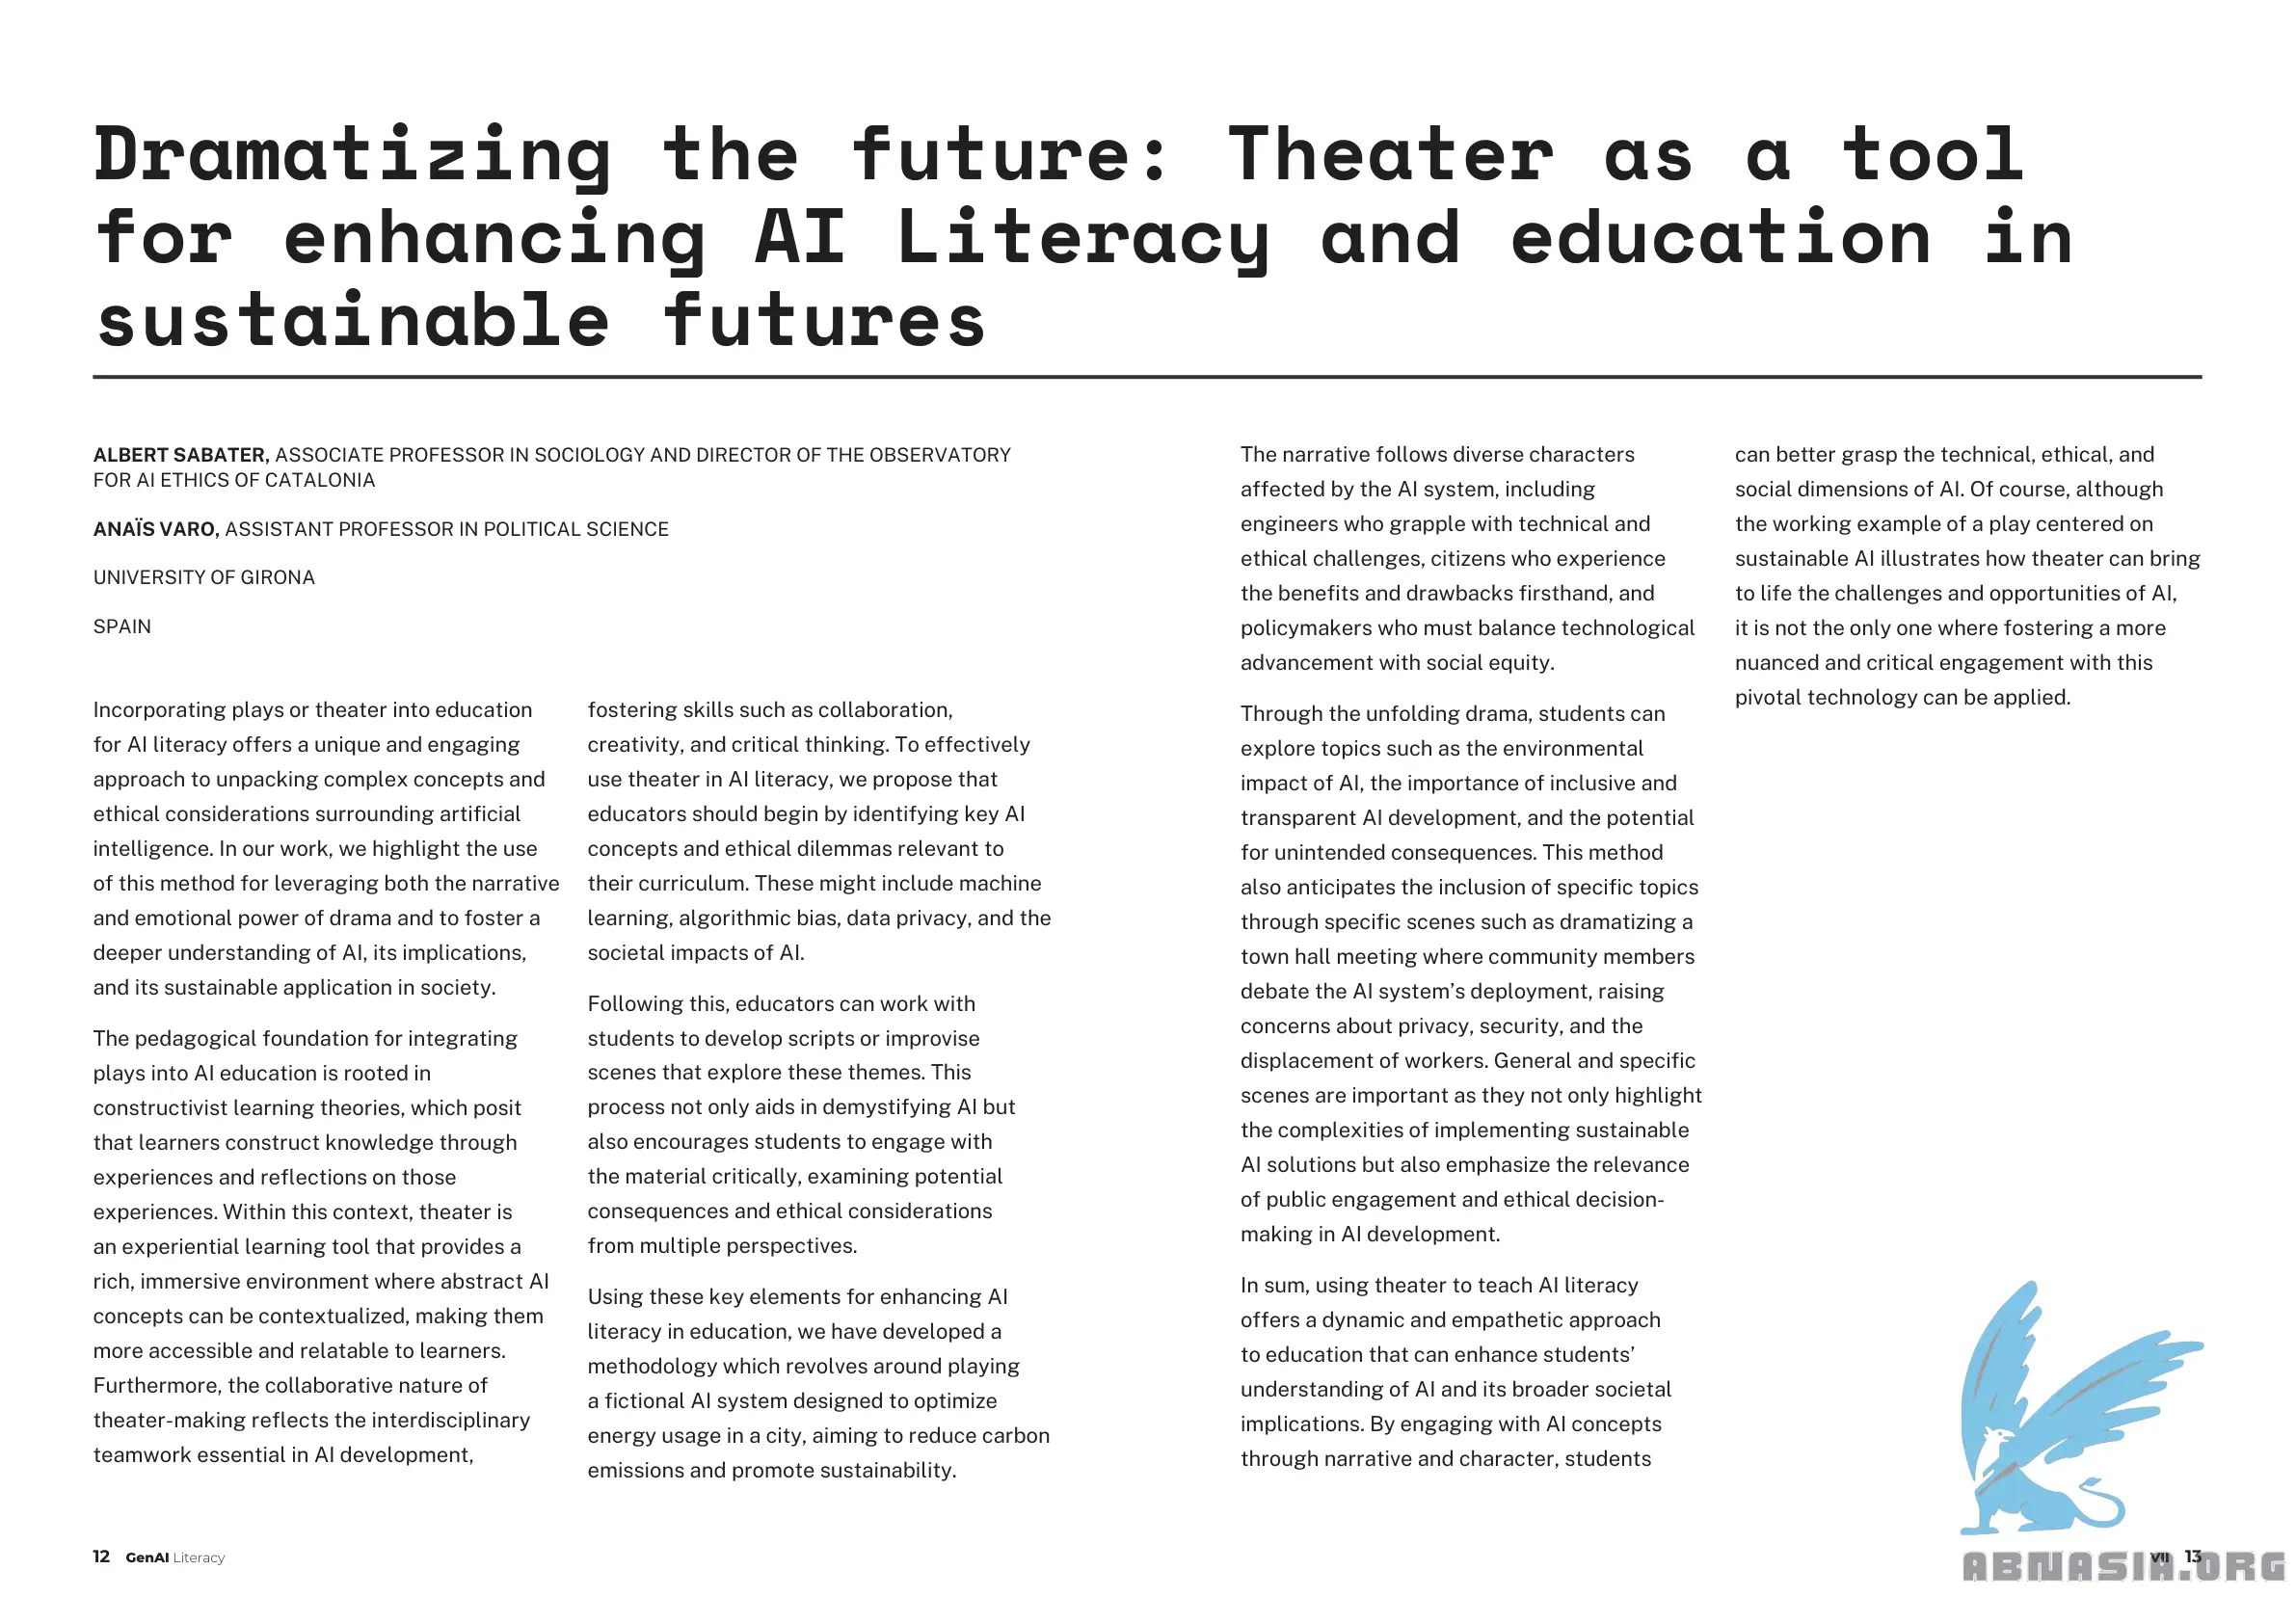 Dramatizing the future: Theater as a tool
for enhancing AI Literacy and education in
sustainable futures
ALBERT SABATER, ASSOCIATE PROFESSOR IN SOCIOLOGY AND DIRECTOR OF THE OBSERVATORY
FOR AI ETHICS OF CATALONIA
ANAÏS VARO, ASSISTANT PROFESSOR IN POLITICAL SCIENCE
UNIVERSITY OF GIRONA
SPAIN
Incorporating plays or theater into education
for AI literacy offers a unique and engaging
approach to unpacking complex concepts and
ethical considerations surrounding artificial
intelligence. In our work, we highlight the use
of this method for leveraging both the narrative
and emotional power of drama and to foster a
deeper understanding of AI, its implications,
and its sustainable application in society.
The pedagogical foundation for integrating
plays into AI education is rooted in
constructivist learning theories, which posit
that learners construct knowledge through
experiences and reflections on those
experiences. Within this context, theater is
an experiential learning tool that provides a
rich, immersive environment where abstract AI
concepts can be contextualized, making them
more accessible and relatable to learners.
Furthermore, the collaborative nature of
theater-making reflects the interdisciplinary
teamwork essential in AI development,
fostering skills such as collaboration,
creativity, and critical thinking. To effectively
use theater in AI literacy, we propose that
educators should begin by identifying key AI
concepts and ethical dilemmas relevant to
their curriculum. These might include machine
learning, algorithmic bias, data privacy, and the
societal impacts of AI.
Following this, educators can work with
students to develop scripts or improvise
scenes that explore these themes. This
process not only aids in demystifying AI but
also encourages students to engage with
the material critically, examining potential
consequences and ethical considerations
from multiple perspectives.
Using these key elements for enhancing AI
literacy in education, we have developed a
methodology which revolves around playing
a fictional AI system designed to optimize
energy usage in a city, aiming to reduce carbon
emissions and promote sustainability.
The narrative follows diverse characters
affected by the AI system, including
engineers who grapple with technical and
ethical challenges, citizens who experience
the benefits and drawbacks firsthand, and
policymakers who must balance technological
advancement with social equity.
Through the unfolding drama, students can
explore topics such as the environmental
impact of AI, the importance of inclusive and
transparent AI development, and the potential
for unintended consequences. This method
also anticipates the inclusion of specific topics
through specific scenes such as dramatizing a
town hall meeting where community members
debate the AI system’s deployment, raising
concerns about privacy, security, and the
displacement of workers. General and specific
scenes are important as they not only highlight
the complexities of implementing sustainable
AI solutions but also emphasize the relevance
of public engagement and ethical decision-
making in AI development.
In sum, using theater to teach AI literacy
offers a dynamic and empathetic approach
to education that can enhance students’
understanding of AI and its broader societal
implications. By engaging with AI concepts
through narrative and character, students
can better grasp the technical, ethical, and
social dimensions of AI. Of course, although
the working example of a play centered on
sustainable AI illustrates how theater can bring
to life the challenges and opportunities of AI,
it is not the only one where fostering a more
nuanced and critical engagement with this
pivotal technology can be applied.
12 GenAI Literacy
VII 13
ABNASIA.ORG